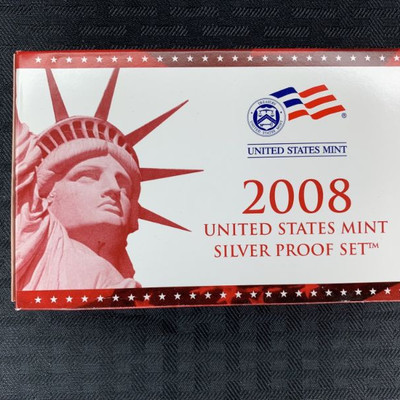 UNITED STATES MINT
2008
UNITED STATES MINT
SILVER PROOF SET™